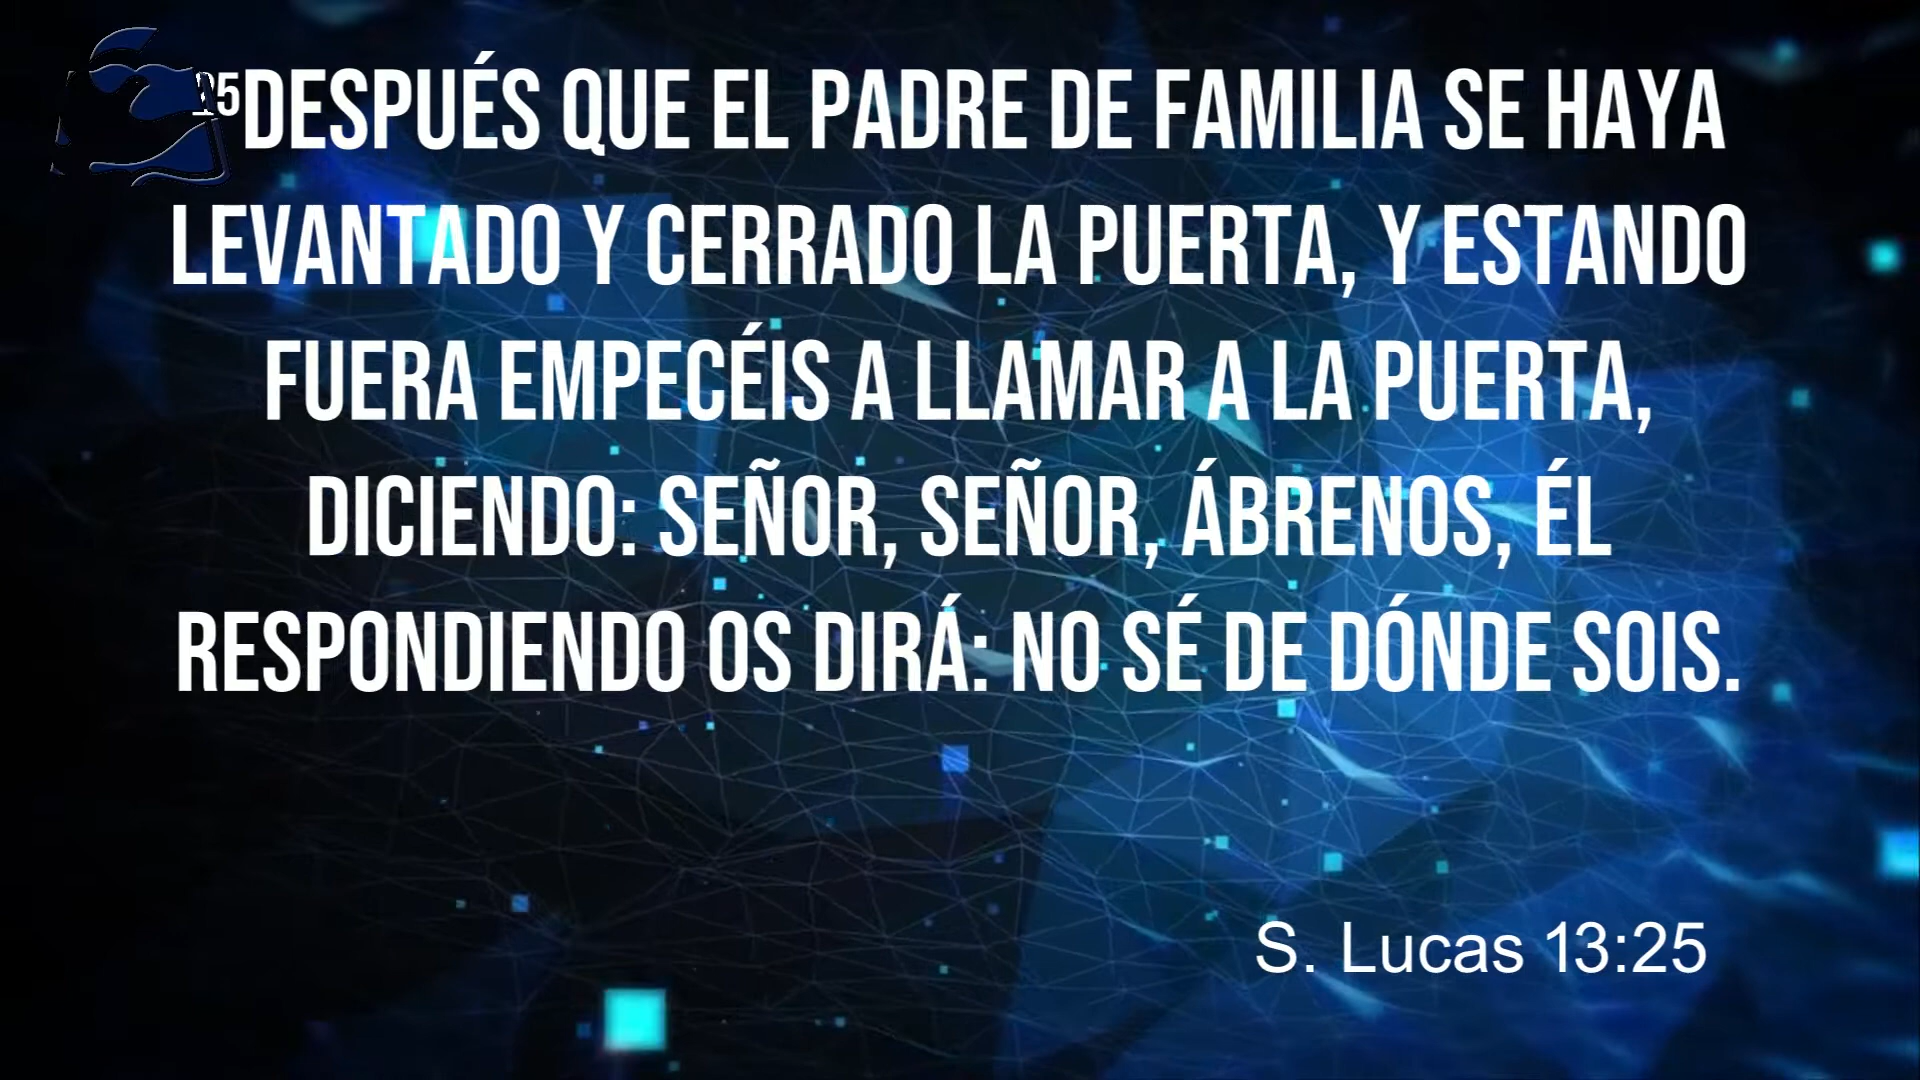 25DESPUÉS QUE EL PADRE DE FAMILIA SE HAYA
LEVANTADO Y CERRADO LA PUERTA, Y ESTANDO
FUERA EMPECÉIS A LLAMAR A LA PUERTA,
DICIENDO: SEÑOR, SEÑOR, ÁBRENOS, ÉL
RESPONDIENDO OS DIRÁ: NO SÉ DE DÓNDE SOIS.
S. Lucas 13:25